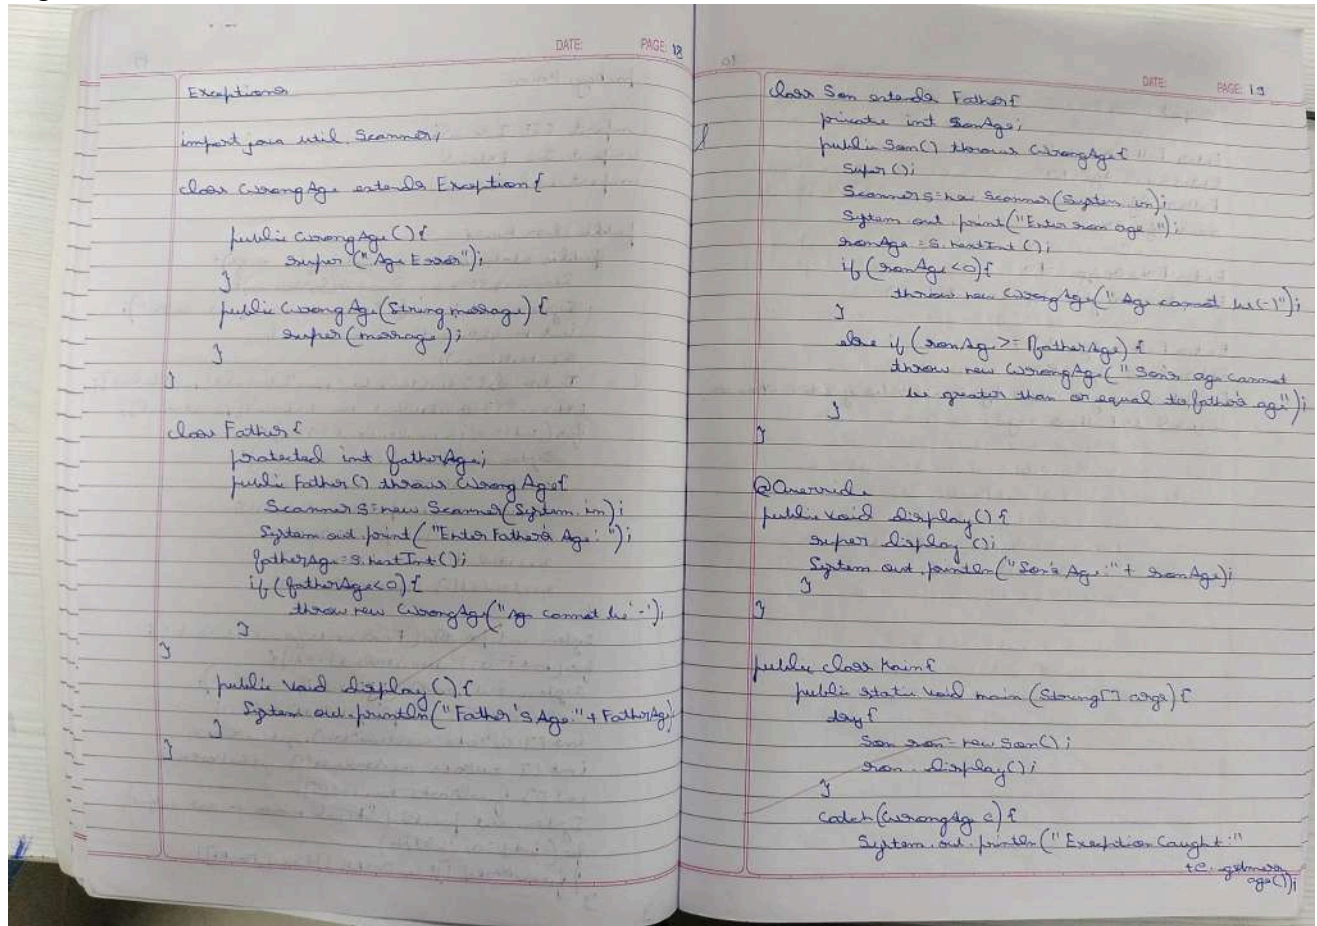 DATE: PAGE: 18
Exceptions
import java util. Scanner;
class WrongAge extends Exception{
public WrongAge(){
super ("Age Error");
}
public WrongAge(String message) {
super (message);
}
}
class Father {
protected int fatherAge;
public Father () throws WrongAge{
Scanner S=new Scanner(System.in);
System.out.print("Enter Father's Age: ");
fatherAge=S.nextInt();
if(fatherAge<0){
throw new WrongAge("Age cannot be '-');
}
}
public void display(){
System.out.println("Father's Age:"+FatherAge)
}
}
DATE: PAGE: 19
class Son extends Father{
private int sonAge;
public Son() throws WrongAge{
Super();
Scanner S=new Scanner(System.in);
System out print("Enter son age:");
sonAge=S.nextInt();
if(sonAge<0){
throw new WrongAge("Age cannot be(-)");
}
else if(sonAge>=fatherAge) {
throw new WrongAge("Son's age cannot
be greater than or equal to father's age");
}
}
@Override
public void display(){
super display ();
System out.println("Son's Age:"+sonAge);
}
}
public class Main{
public static void main (String[] args) {
try{
Son son=new Son();
son.display();
}
catch(WrongAge e) {
System.out.println("Exception Caught:"
+e.getmess
age());